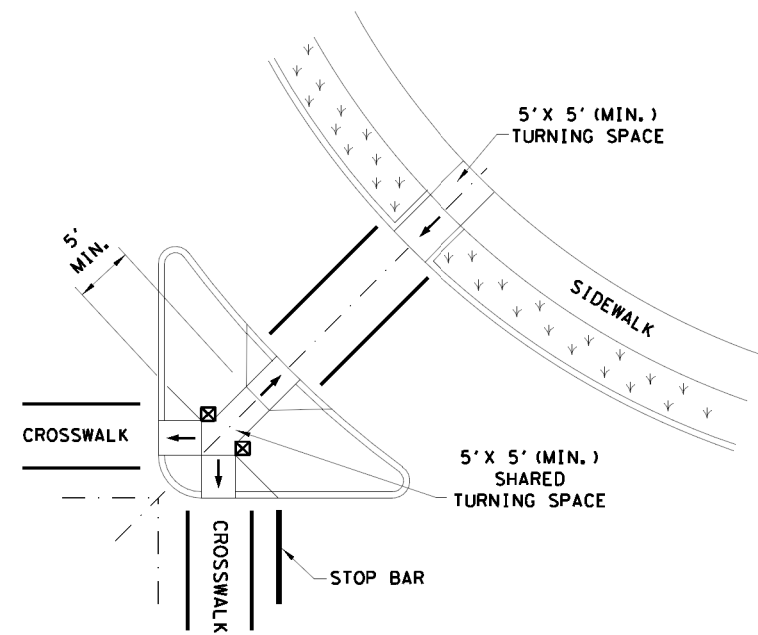 5'X 5' (MIN.)
TURNING SPACE
5'
MIN.
SIDEWALK
CROSSWALK
5'X 5' (MIN.)
SHARED
TURNING SPACE
CROSSWALK
STOP BAR